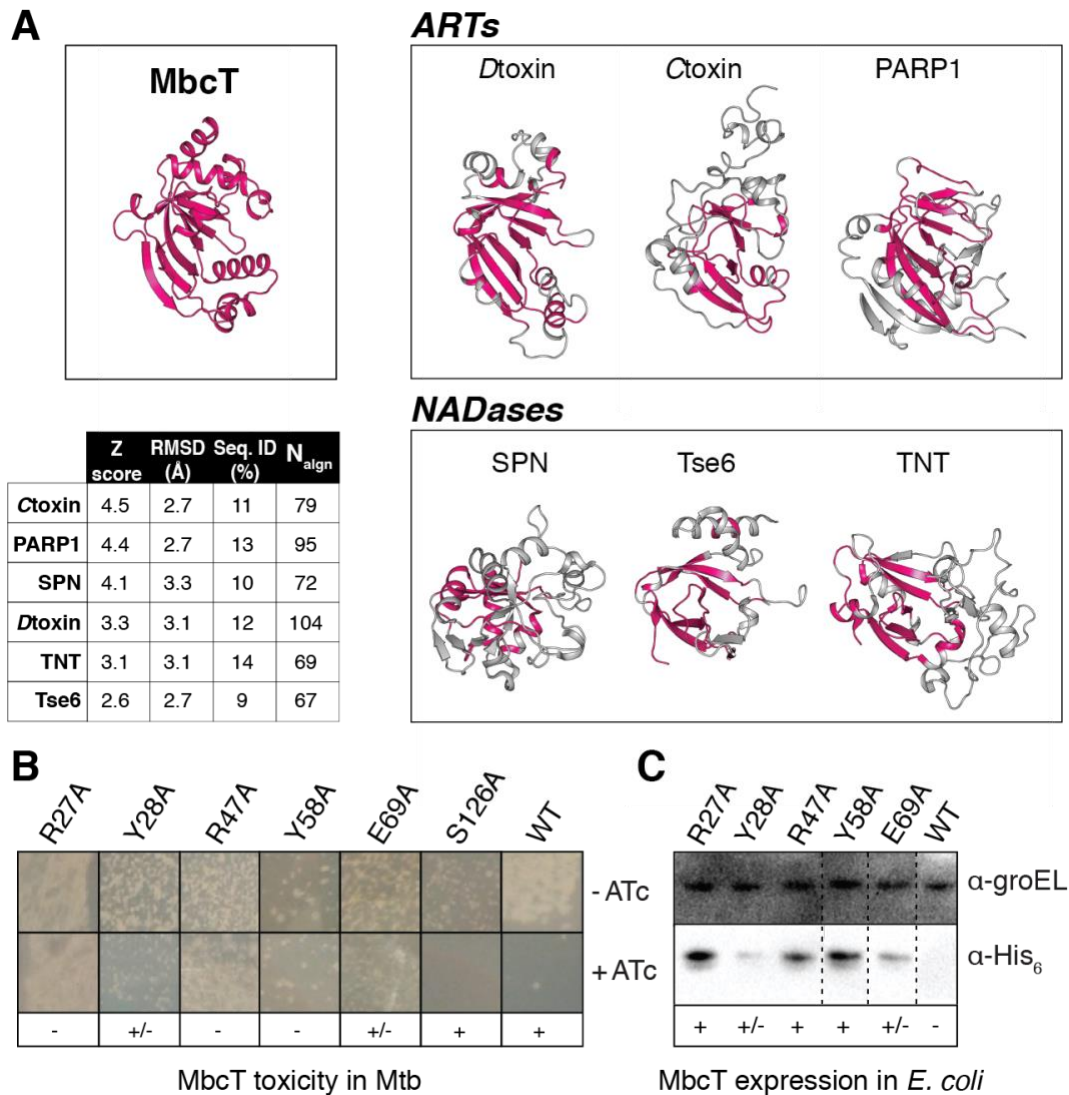 A
MbcT
ARTs
Dtoxin Ctoxin PARP1
Z score RMSD (Å) Seq. ID (%) Nalgn
Ctoxin 4.5 2.7 11 79
PARP1 4.4 2.7 13 95
SPN 4.1 3.3 10 72
Dtoxin 3.3 3.1 12 104
TNT 3.1 3.1 14 69
Tse6 2.6 2.7 9 67
NADases
SPN Tse6 TNT
B
R27A Y28A R47A Y58A E69A S126A WT
- ATc
+ ATc
- +/- - - +/- + +
MbcT toxicity in Mtb
C
R27A Y28A R47A Y58A E69A WT
α-groEL
α-His6
+ +/- + + +/- -
MbcT expression in E. coli